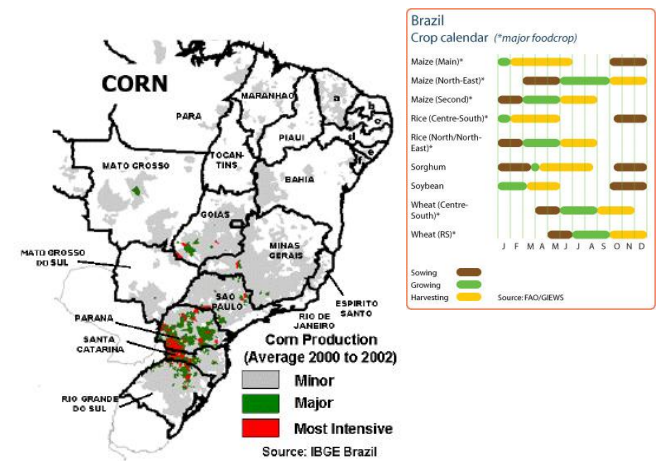 CORN
MARANHAO
a
b
c
d
e
f
PARA
PIAUI
TOCAN-
TINS
MATO GROSSO
BAHIA
GOIAS
MINAS
GERAIS
MATO GROSSO
DO SUL
SAO
PAULO
ESPIRITO
SANTO
RIO DE
JANEIRO
PARANA
SANTA
CATARINA
RIO GRANDE
DO SUL
Corn Production
(Average 2000 to 2002)
Minor
Major
Most Intensive
Source: IBGE Brazil
Brazil
Crop calendar (*major foodcrop)
Maize (Main)*
Maize (North-East)*
Maize (Second)*
Rice (Centre-South)*
Rice (North/North-
East)*
Sorghum
Soybean
Wheat (Centre-
South)*
Wheat (RS)*
J F M A M J J A S O N D
Sowing
Growing
Harvesting
Source: FAO/GIEWS